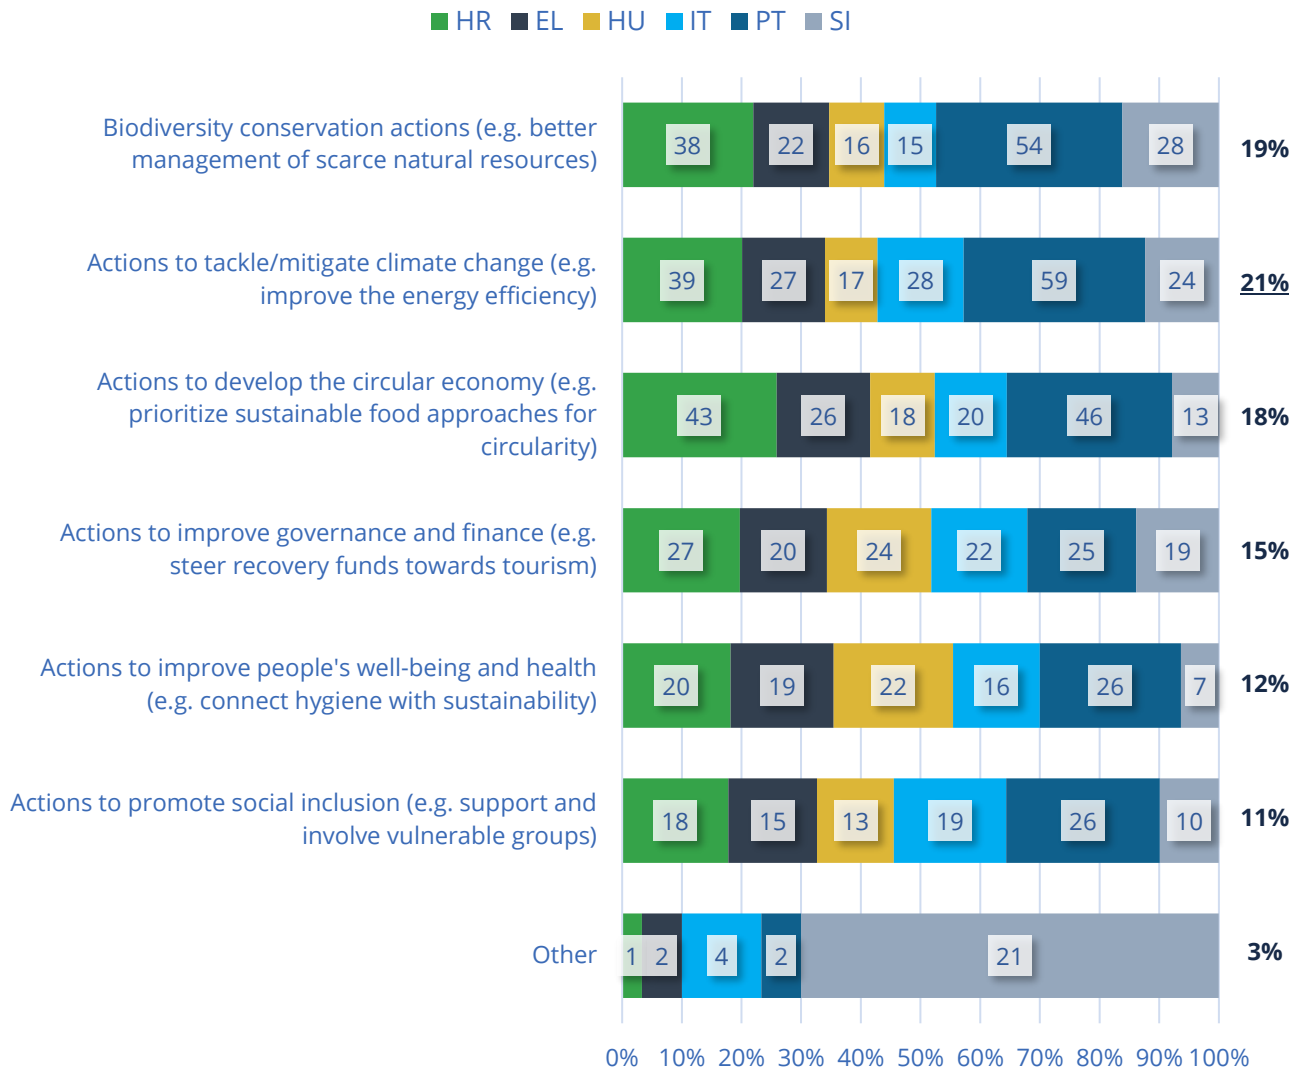 HR EL HU IT PT SI
Biodiversity conservation actions (e.g. better
management of scarce natural resources)
38 22 16 15 54 28
19%
Actions to tackle/mitigate climate change (e.g.
improve the energy efficiency)
39 27 17 28 59 24
21%
Actions to develop the circular economy (e.g.
prioritize sustainable food approaches for
circularity)
43 26 18 20 46 13
18%
Actions to improve governance and finance (e.g.
steer recovery funds towards tourism)
27 20 24 22 25 19
15%
Actions to improve people's well-being and health
(e.g. connect hygiene with sustainability)
20 19 22 16 26 7
12%
Actions to promote social inclusion (e.g. support and
involve vulnerable groups)
18 15 13 19 26 10
11%
Other
1 2 4 2 21
3%
0% 10% 20% 30% 40% 50% 60% 70% 80% 90% 100%